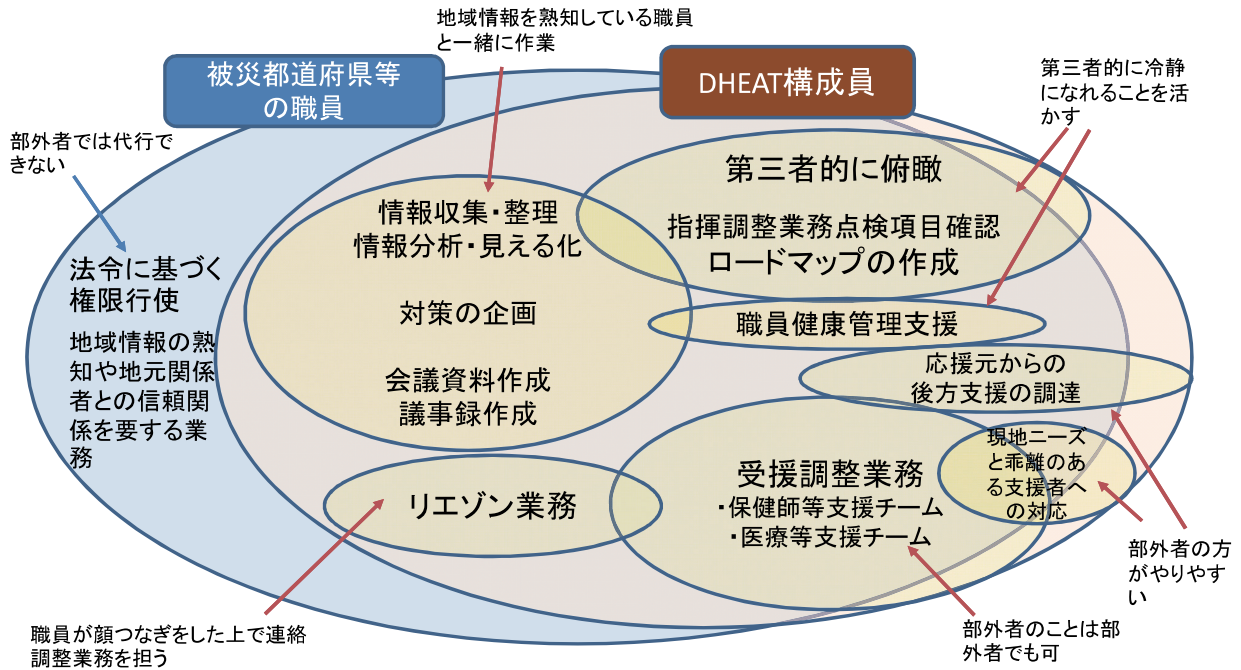 地域情報を熟知している職員
と一緒に作業
被災都道府県等
の職員
DHEAT構成員
第三者的に冷静
になれることを活
かす
部外者では代行で
きない
第三者的に俯瞰
指揮調整業務点検項目確認
ロードマップの作成
情報収集・整理
情報分析・見える化
対策の企画
会議資料作成
議事録作成
法令に基づく
権限行使
地域情報の熟
知や地元関係
者との信頼関
係を要する業
務
職員健康管理支援
応援元からの
後方支援の調達
現地ニーズ
と乖離のあ
る支援者へ
の対応
受援調整業務
・保健師等支援チーム
・医療等支援チーム
リエゾン業務
部外者の方
がやりやす
い
職員が顔つなぎをした上で連絡
調整業務を担う
部外者のことは部
外者でも可